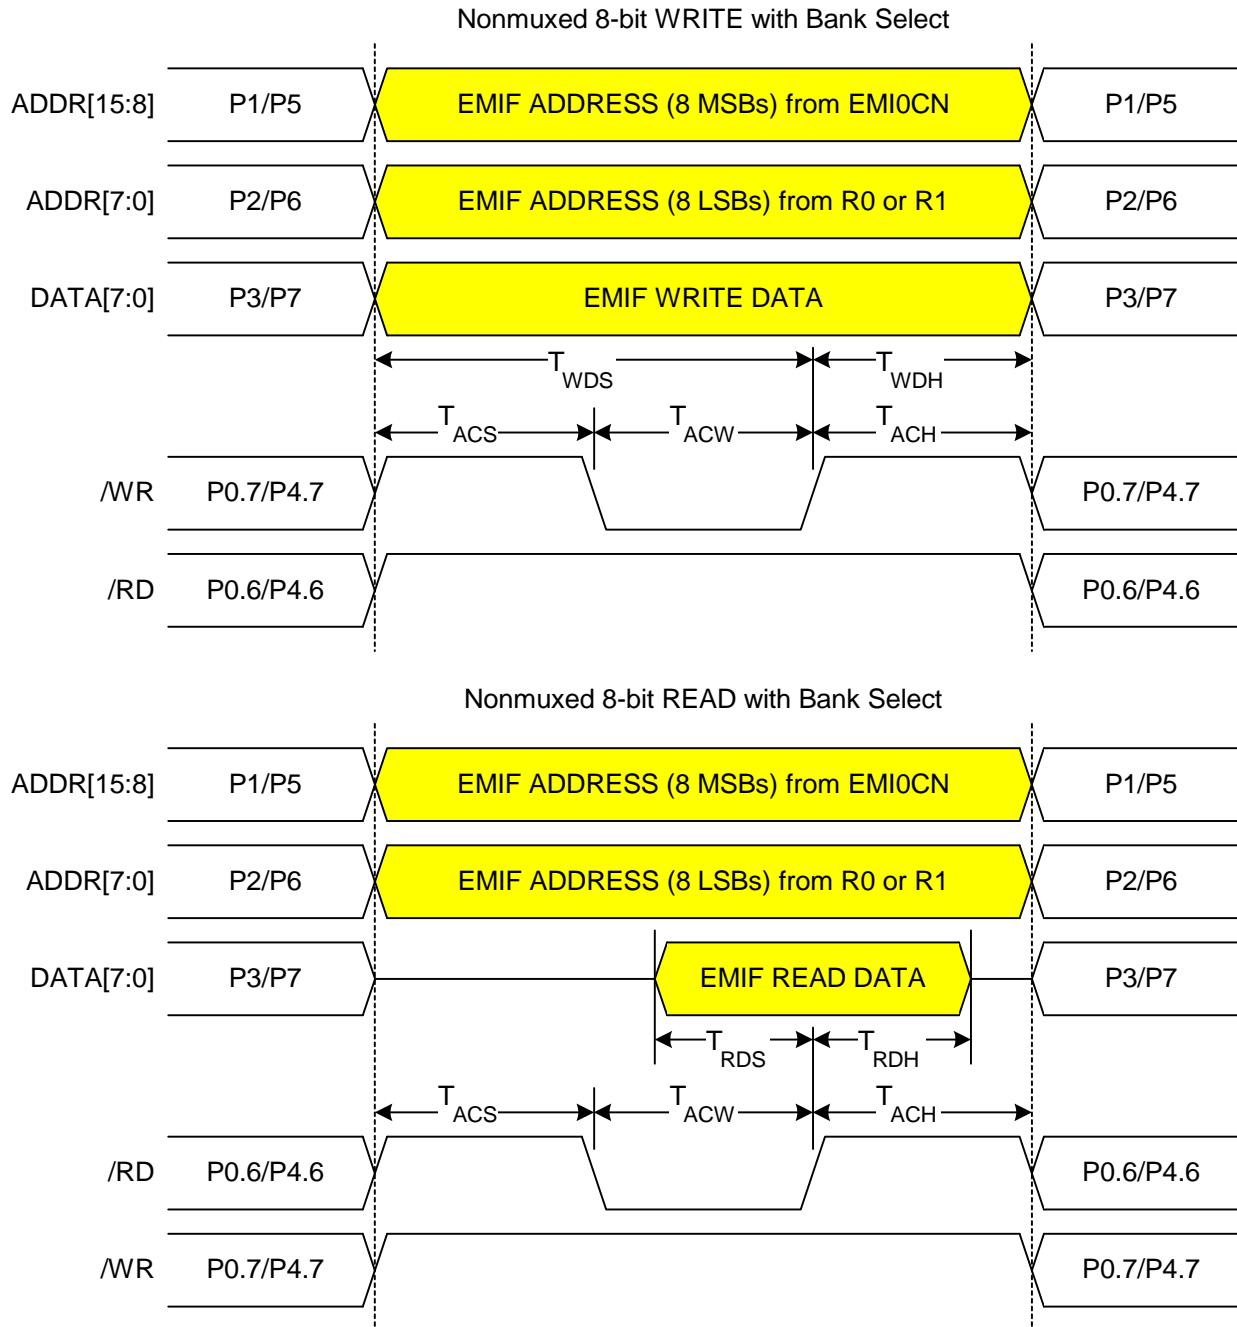 Nonmuxed 8-bit WRITE with Bank Select
ADDR[15:8] P1/P5 EMIF ADDRESS (8 MSBs) from EMI0CN P1/P5
ADDR[7:0] P2/P6 EMIF ADDRESS (8 LSBs) from R0 or R1 P2/P6
DATA[7:0] P3/P7 EMIF WRITE DATA P3/P7
TWDS TWDH
TACS TACW TACH
/WR P0.7/P4.7 P0.7/P4.7
/RD P0.6/P4.6 P0.6/P4.6
Nonmuxed 8-bit READ with Bank Select
ADDR[15:8] P1/P5 EMIF ADDRESS (8 MSBs) from EMI0CN P1/P5
ADDR[7:0] P2/P6 EMIF ADDRESS (8 LSBs) from R0 or R1 P2/P6
DATA[7:0] P3/P7 EMIF READ DATA P3/P7
TRDS TRDH
TACS TACW TACH
/RD P0.6/P4.6 P0.6/P4.6
/WR P0.7/P4.7 P0.7/P4.7